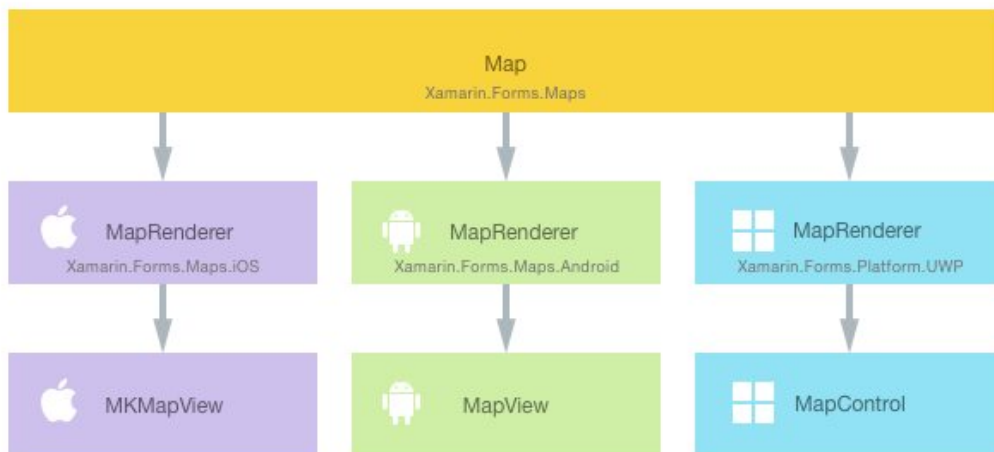 Map
Xamarin.Forms.Maps
MapRenderer
Xamarin.Forms.Maps.iOS
MapRenderer
Xamarin.Forms.Maps.Android
MapRenderer
Xamarin.Forms.Platform.UWP
MKMapView
MapView
MapControl